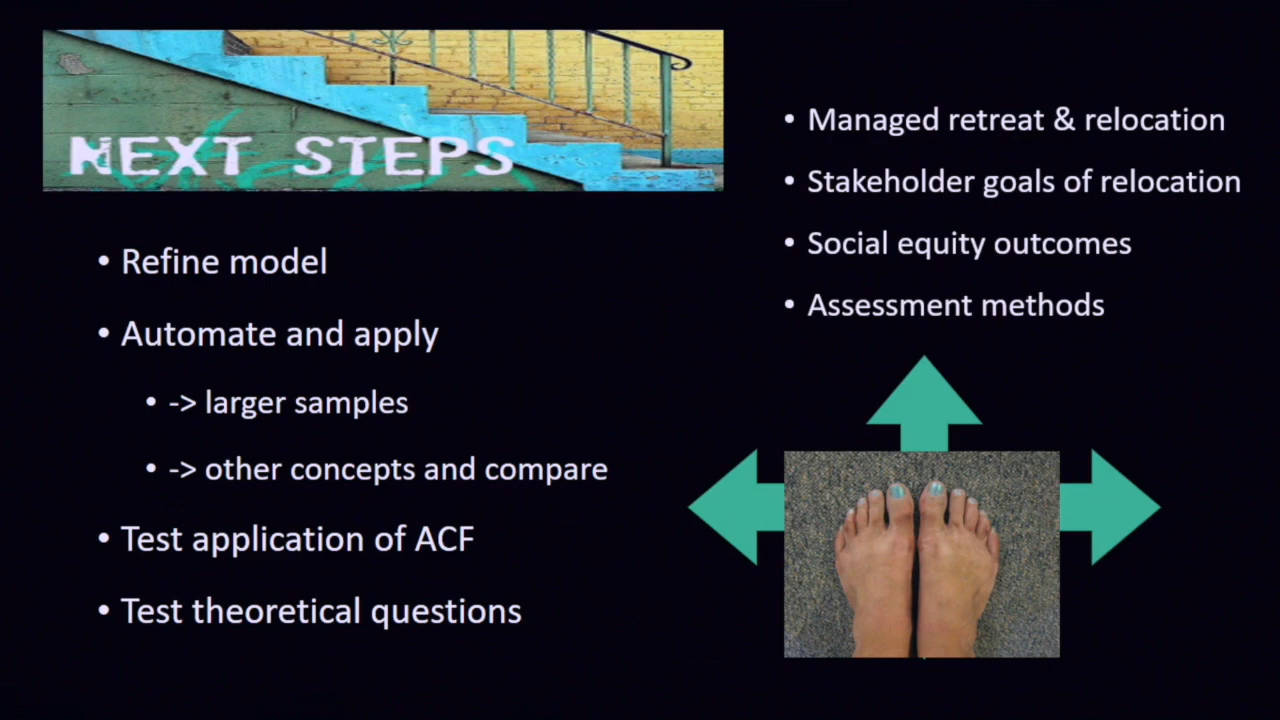 NEXT STEPS
• Refine model
• Automate and apply
• -> larger samples
• -> other concepts and compare
• Test application of ACF
• Test theoretical questions
• Managed retreat & relocation
• Stakeholder goals of relocation
• Social equity outcomes
• Assessment methods